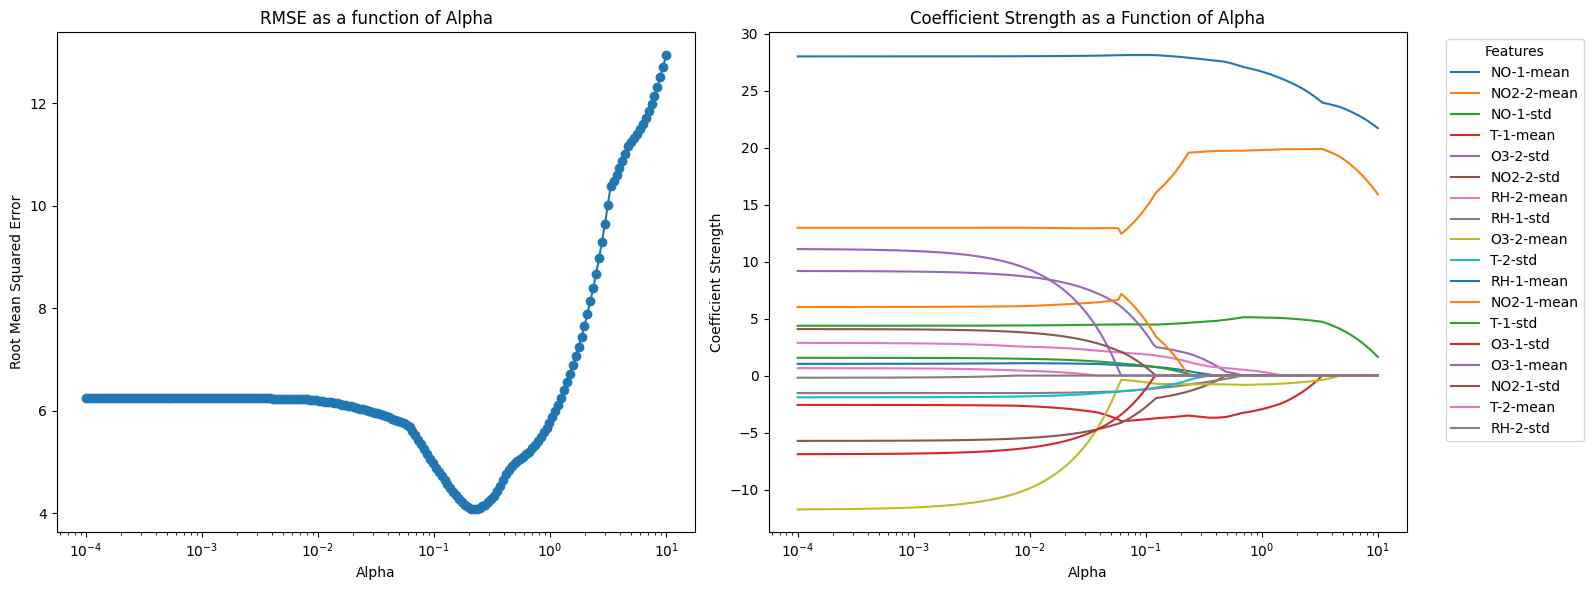 RMSE as a function of Alpha
12
10
8
6
4
Root Mean Squared Error
10⁻⁴
10⁻³
10⁻²
10⁻¹
10⁰
10¹
Alpha
Coefficient Strength as a Function of Alpha
30
25
20
15
10
5
0
−5
−10
Coefficient Strength
10⁻⁴
10⁻³
10⁻²
10⁻¹
10⁰
10¹
Alpha
Features
NO-1-mean
NO2-2-mean
NO-1-std
T-1-mean
O3-2-std
NO2-2-std
RH-2-mean
RH-1-std
O3-2-mean
T-2-std
RH-1-mean
NO2-1-mean
T-1-std
O3-1-std
O3-1-mean
NO2-1-std
T-2-mean
RH-2-std